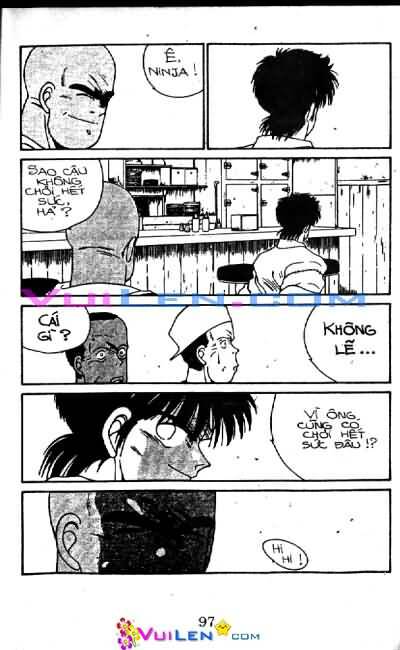 Ê,
NINJA!
SAO CẬU
KHÔNG
CHƠI HẾT
SỨC,
HẢ?
VuiLen.com
CÁI
GÌ?
KHÔNG
LẼ...
VÌ ÔNG
CŨNG CÓ
CHƠI HẾT
SỨC ĐÂU!?
HI
HI!
97
VuiLen.com